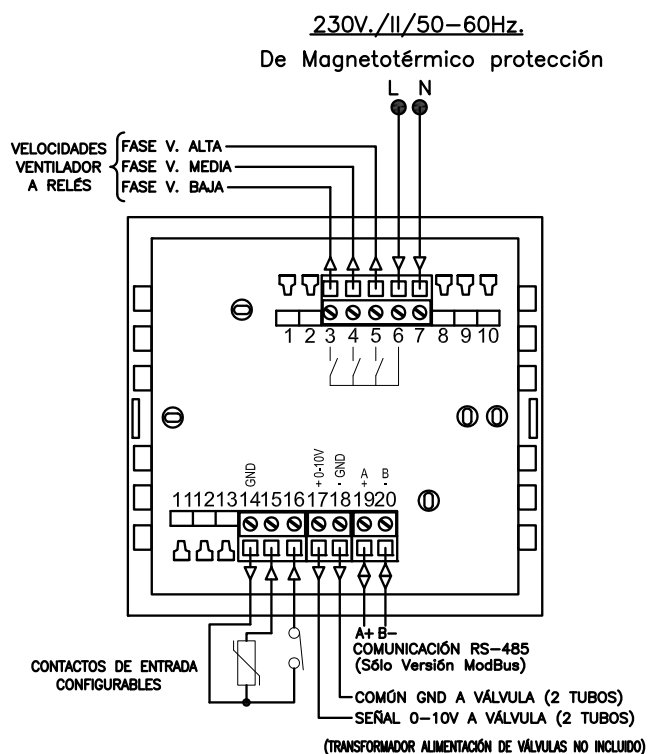 230V./II/50-60Hz.
De Magnetotérmico protección
L N
VELOCIDADES
VENTILADOR
A RELÉS
FASE V. ALTA
FASE V. MEDIA
FASE V. BAJA
1 2 3 4 5 6 7 8 9 10
GND
+ 0-10V
- GND
A +
B -
11 12 13 14 15 16 17 18 19 20
A+ B-
COMUNICACIÓN RS-485
(Sólo Versión ModBus)
CONTACTOS DE ENTRADA
CONFIGURABLES
COMÚN GND A VÁLVULA (2 TUBOS)
SEÑAL 0-10V A VÁLVULA (2 TUBOS)
(TRANSFORMADOR ALIMENTACIÓN DE VÁLVULAS NO INCLUIDO)